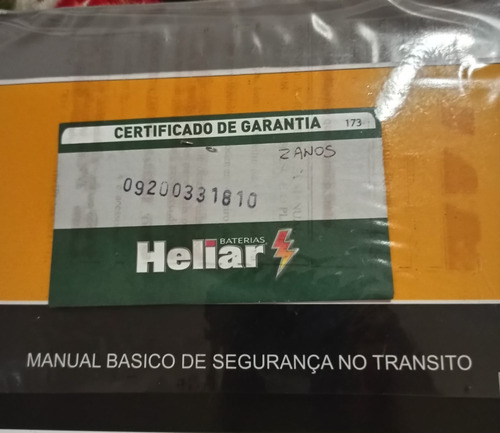 CERTIFICADO DE GARANTIA 173
2 ANOS
09200331810
BATERIAS
Heliar
MANUAL BASICO DE SEGURANÇA NO TRANSITO